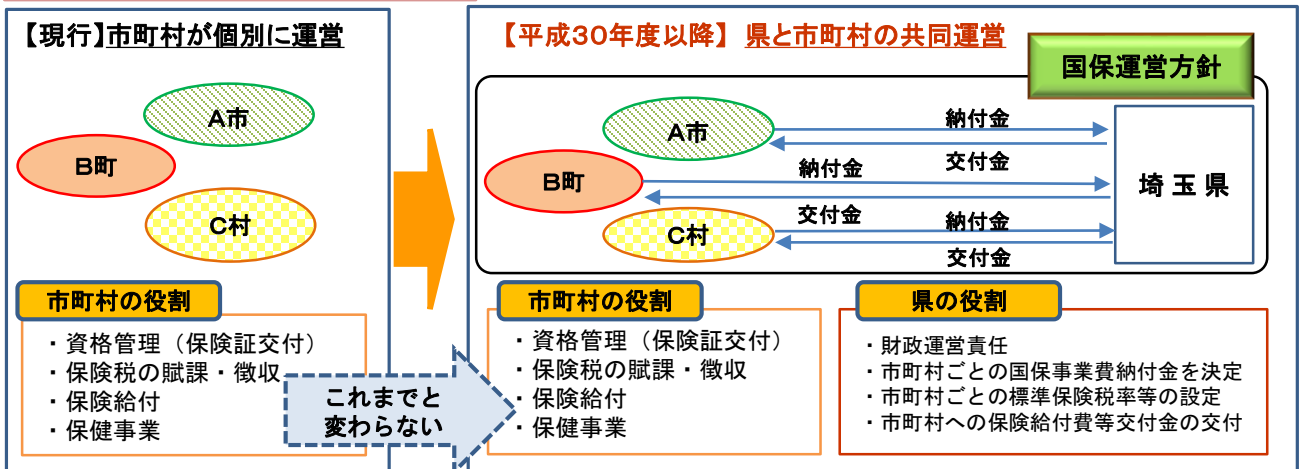 【現行】市町村が個別に運営
A市
B町
C村
市町村の役割
・資格管理（保険証交付）
・保険税の賦課・徴収
・保険給付
・保健事業
これまでと
変わらない
【平成30年度以降】 県と市町村の共同運営
国保運営方針
A市
納付金
交付金
B町
納付金
交付金
C村
納付金
交付金
埼玉県
市町村の役割
・資格管理（保険証交付）
・保険税の賦課・徴収
・保険給付
・保健事業
県の役割
・財政運営責任
・市町村ごとの国保事業費納付金を決定
・市町村ごとの標準保険税率等の設定
・市町村への保険給付費等交付金の交付